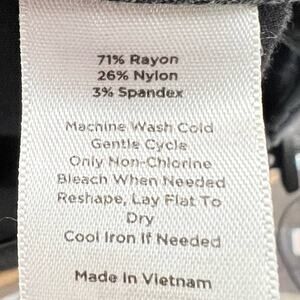 71% Rayon
26% Nylon
3% Spandex
Machine Wash Cold
Gentle Cycle
Only Non-Chlorine
Bleach When Needed
Reshape, Lay Flat To
Dry
Cool Iron If Needed
Made in Vietnam